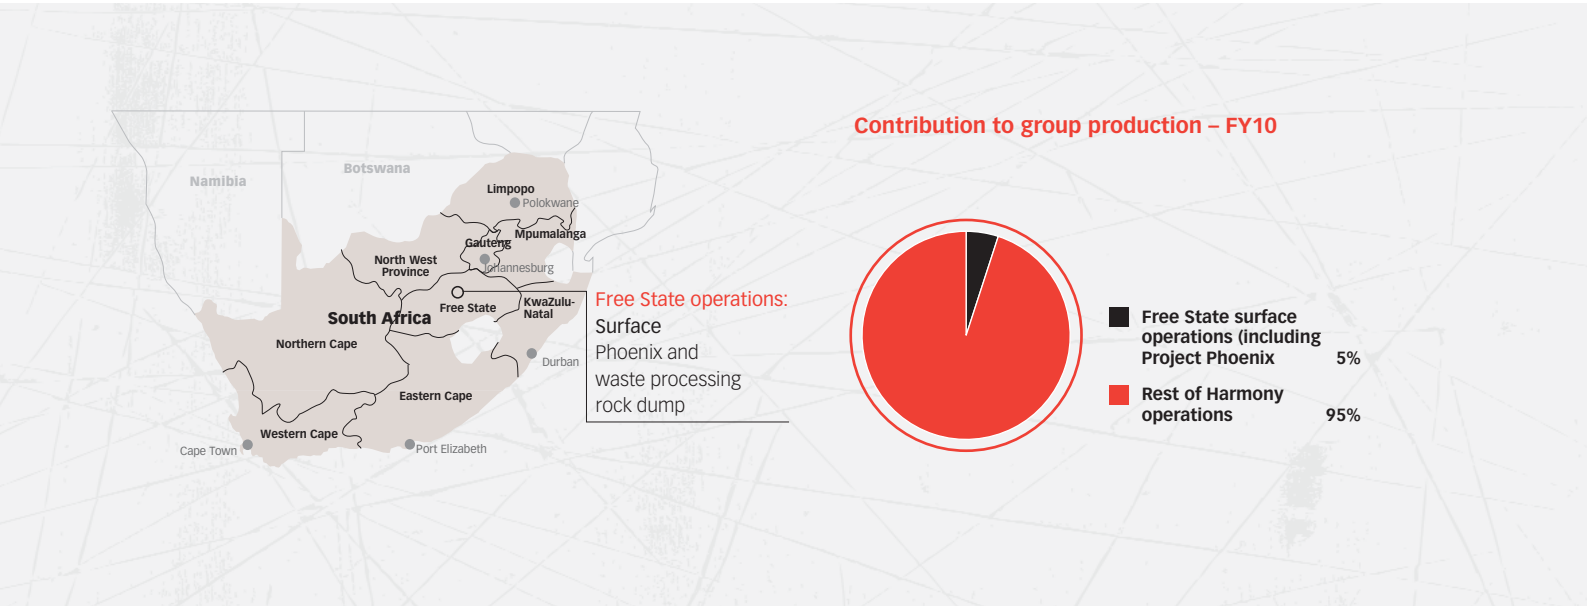 Contribution to group production – FY10
Namibia
Botswana
Limpopo
Polokwane
Mpumalanga
Gauteng
Johannesburg
North West
Province
Free State
KwaZulu-
Natal
South Africa
Northern Cape
Durban
Eastern Cape
Western Cape
Cape Town
Port Elizabeth
Free State operations:
Surface
Phoenix and
waste processing
rock dump
Free State surface
operations (including
Project Phoenix 5%
Rest of Harmony
operations 95%